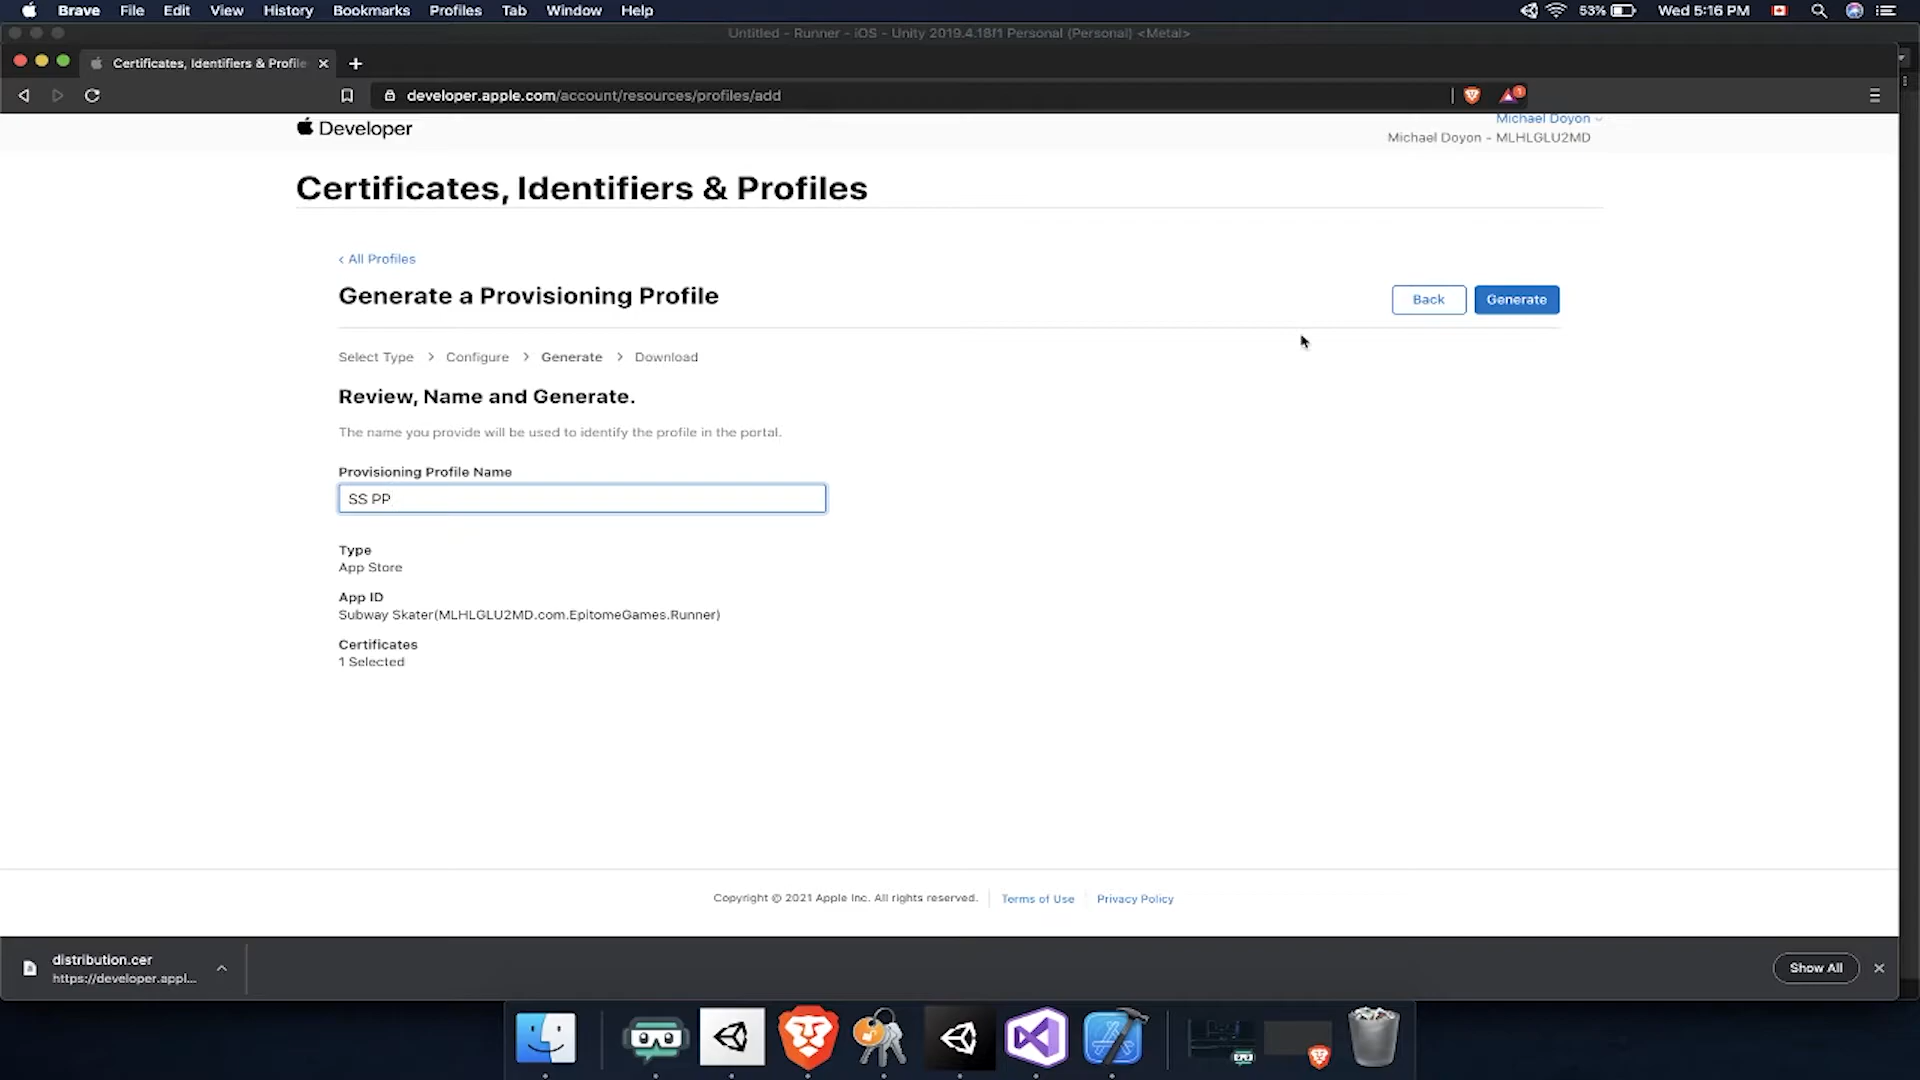 Brave File Edit View History Bookmarks Profiles Tab Window Help 53% Wed 5:16 PM
Untitled - Runner - iOS - Unity 2019.4.18f1 Personal (Personal) <Metal>
Certificates, Identifiers & Profile
developer.apple.com/account/resources/profiles/add 1
Developer
Michael Doyon
Michael Doyon - MLHLGLU2MD
Certificates, Identifiers & Profiles
‹ All Profiles
Generate a Provisioning Profile
Back Generate
Select Type > Configure > Generate > Download
Review, Name and Generate.
The name you provide will be used to identify the profile in the portal.
Provisioning Profile Name
SS PP
Type
App Store
App ID
Subway Skater(MLHLGLU2MD.com.EpitomeGames.Runner)
Certificates
1 Selected
Copyright © 2021 Apple Inc. All rights reserved. Terms of Use Privacy Policy
distribution.cer
https://developer.appl...
Show All